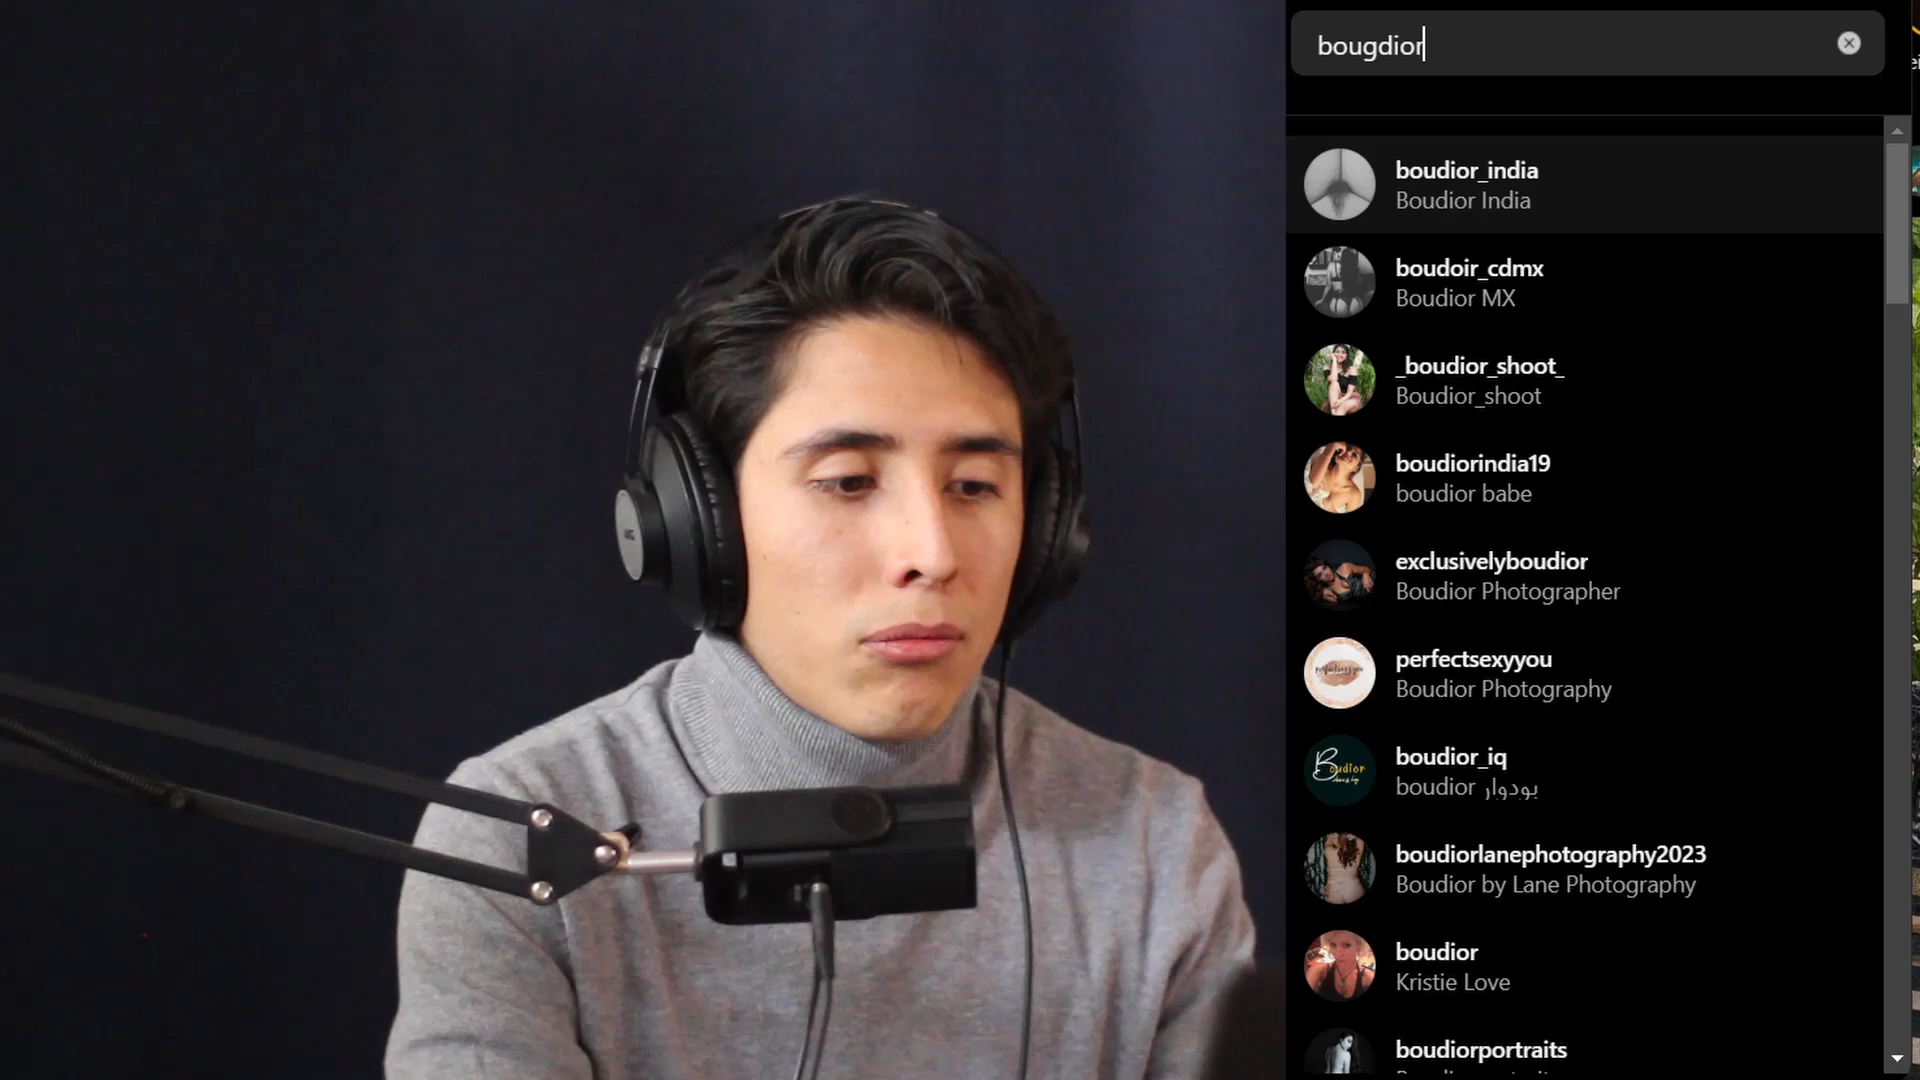 bougdior
boudior_india
Boudior India
boudoir_cdmx
Boudior MX
_boudior_shoot_
Boudior_shoot
boudiorindia19
boudior babe
exclusivelyboudior
Boudior Photographer
perfectsexyyou
Boudior Photography
Boudior
boudior_iq
boudior بودوار
boudiorlanephotography2023
Boudior by Lane Photography
boudior
Kristie Love
boudiorportraits